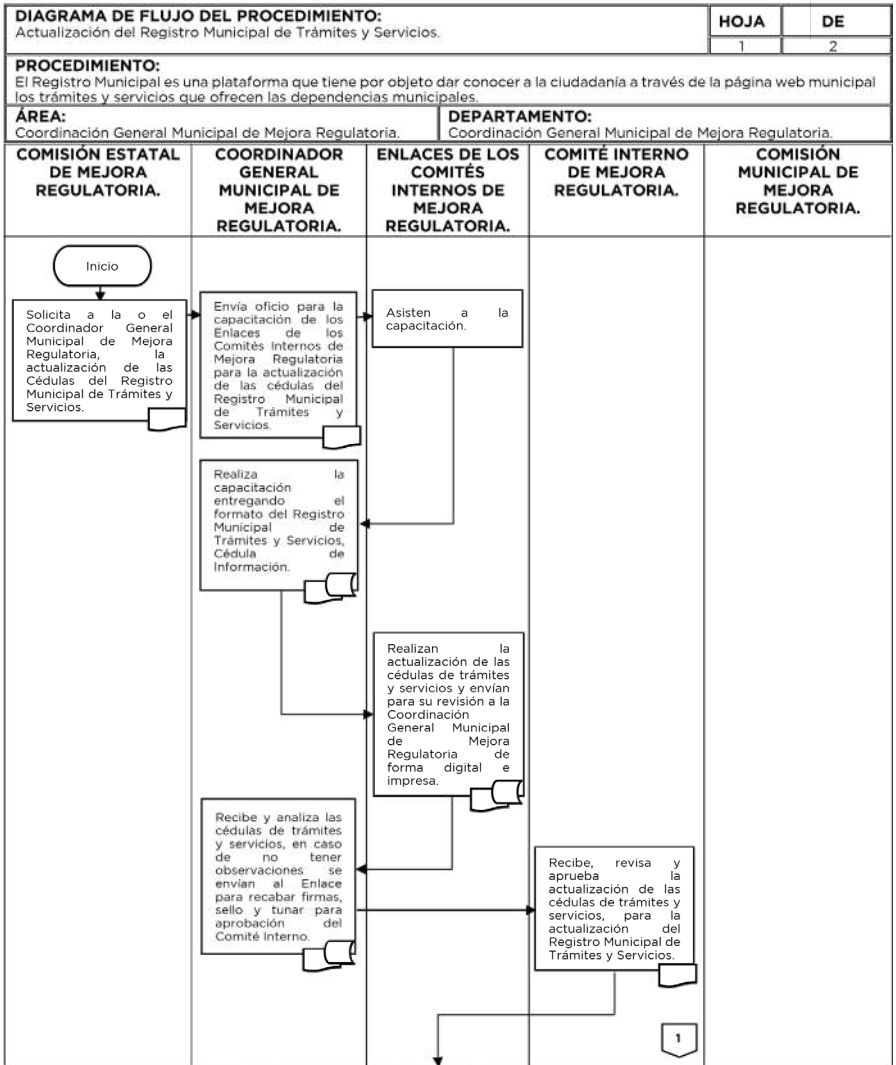 DIAGRAMA DE FLUJO DEL PROCEDIMIENTO:
Actualización del Registro Municipal de Trámites y Servicios.
HOJA DE
1 2
PROCEDIMIENTO:
El Registro Municipal es una plataforma que tiene por objeto dar conocer a la ciudadanía a través de la página web municipal
los trámites y servicios que ofrecen las dependencias municipales.
ÁREA:
Coordinación General Municipal de Mejora Regulatoria.
DEPARTAMENTO:
Coordinación General Municipal de Mejora Regulatoria.
COMISIÓN ESTATAL
DE MEJORA
REGULATORIA.
COORDINADOR
GENERAL
MUNICIPAL DE
MEJORA
REGULATORIA.
ENLACES DE LOS
COMITÉS
INTERNOS DE
MEJORA
REGULATORIA.
COMITÉ INTERNO
DE MEJORA
REGULATORIA.
COMISIÓN
MUNICIPAL DE
MEJORA
REGULATORIA.
Inicio
Solicita a la o el
Coordinador General
Municipal de Mejora
Regulatoria, la
actualización de las
Cédulas del Registro
Municipal de Trámites y
Servicios.
Envía oficio para la
capacitación de los
Enlaces de los
Comités Internos de
Mejora Regulatoria
para la actualización
de las cédulas del
Registro Municipal
de Trámites y
Servicios.
Asisten a la
capacitación.
Realiza la
capacitación
entregando el
formato del Registro
Municipal de
Trámites y Servicios,
Cédula de
Información.
Realizan la
actualización de las
cédulas de trámites
y servicios y envían
para su revisión a la
Coordinación
General Municipal
de Mejora
Regulatoria de
forma digital e
impresa.
Recibe y analiza las
cédulas de trámites
y servicios, en caso
de no tener
observaciones se
envían al Enlace
para recabar firmas,
sello y tunar para
aprobación del
Comité Interno.
Recibe, revisa y
aprueba la
actualización de las
cédulas de trámites y
servicios, para la
actualización del
Registro Municipal de
Trámites y Servicios.
1